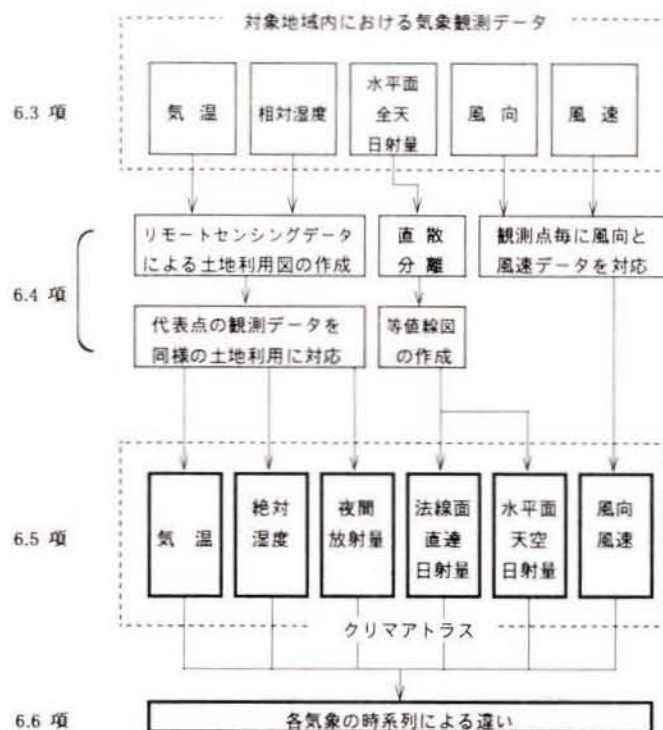 対象地域内における気象観測データ
6.3 項
気 温
相対湿度
水平面
全天
日射量
風 向
風 速
6.4 項
リモートセンシングデータ
による土地利用図の作成
直 散
分 離
観測点毎に風向と
風速データを対応
代表点の観測データを
同様の土地利用に対応
等値線図
の作成
6.5 項
気 温
絶対
湿度
夜間
放射量
法線面
直達
日射量
水平面
天空
日射量
風向
風速
クリマアトラス
6.6 項
各気象の時系列による違い